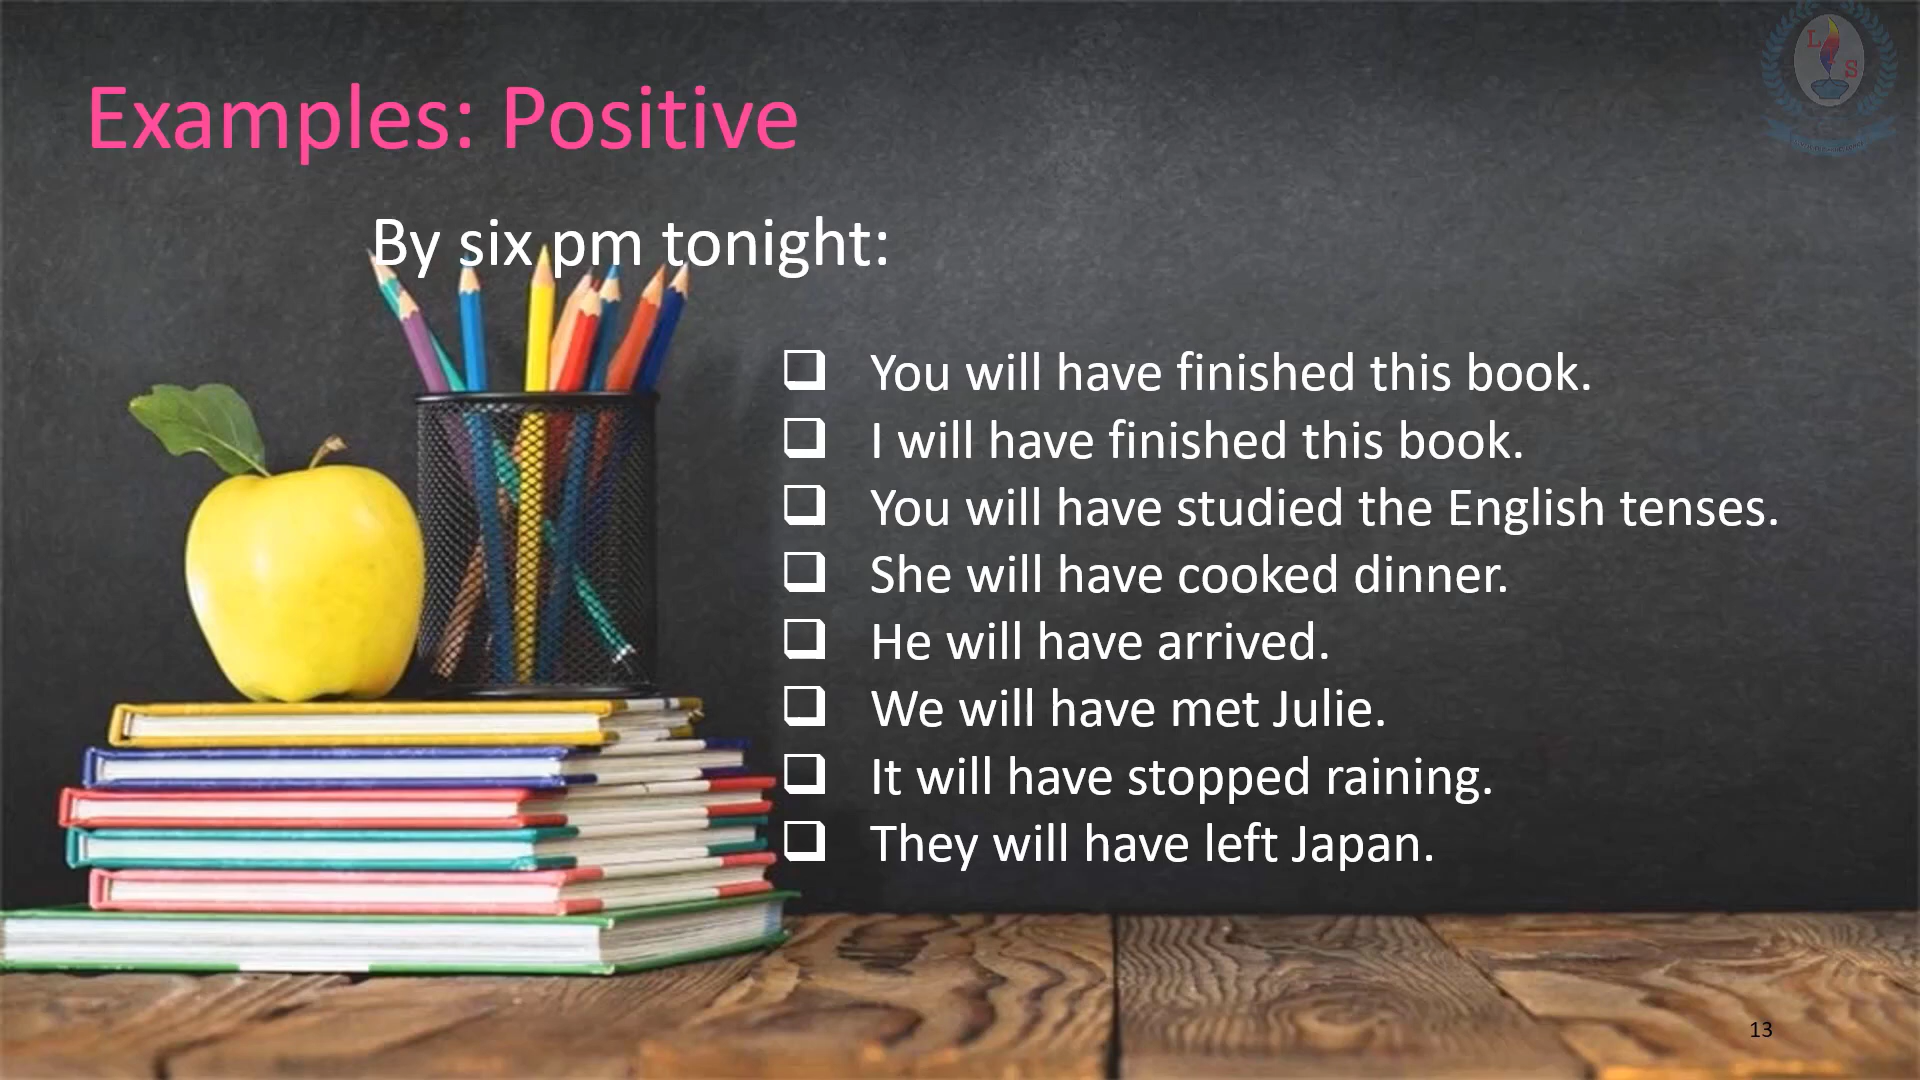 L
S
Examples: Positive
By six pm tonight:
❑ You will have finished this book.
❑ I will have finished this book.
❑ You will have studied the English tenses.
❑ She will have cooked dinner.
❑ He will have arrived.
❑ We will have met Julie.
❑ It will have stopped raining.
❑ They will have left Japan.
13